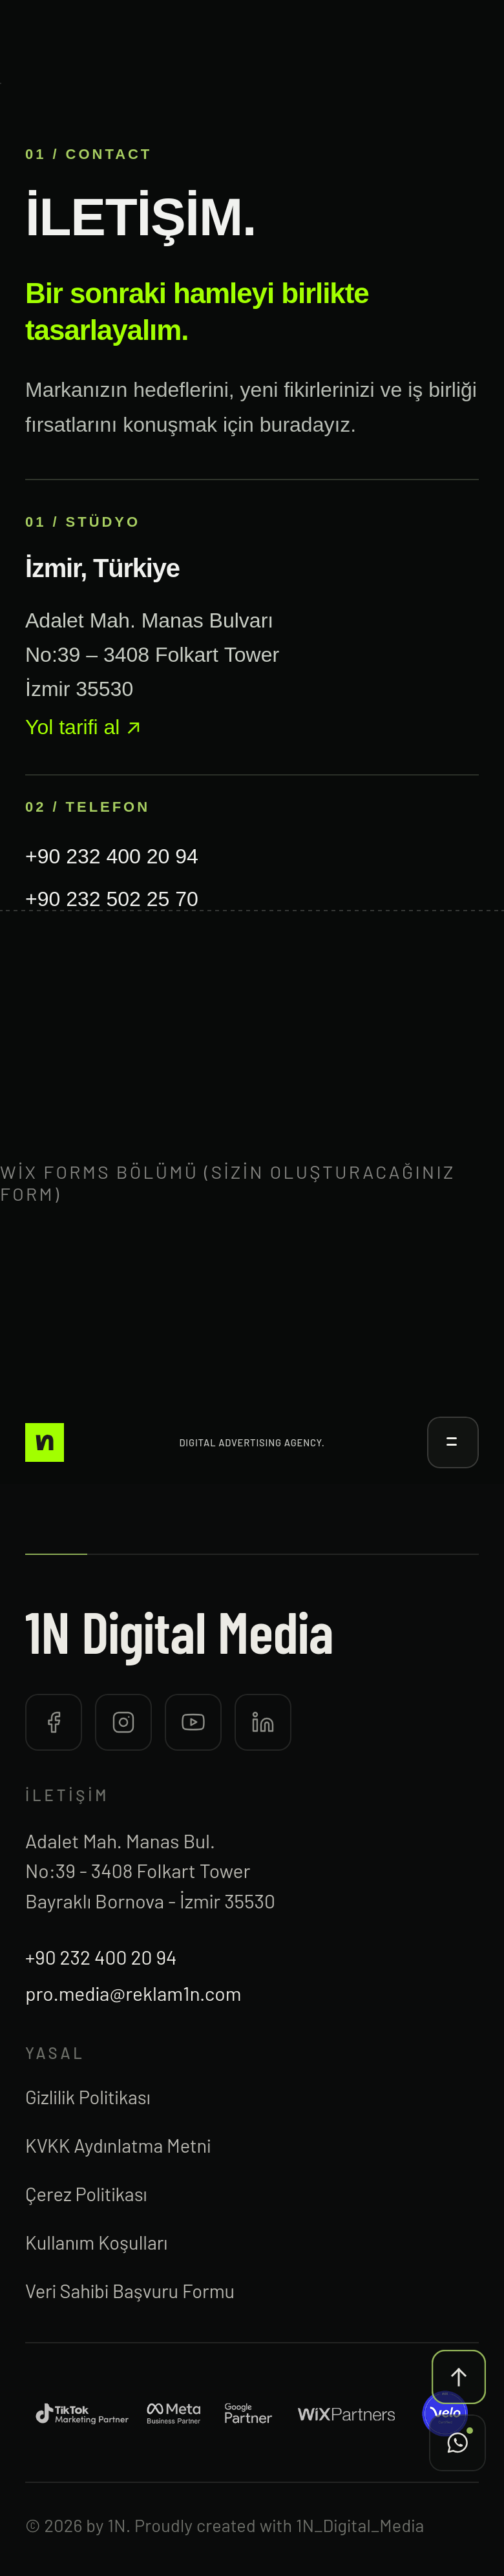 01 / CONTACT
İLETİŞİM.
Bir sonraki hamleyi birlikte
tasarlayalım.
Markanızın hedeflerini, yeni fikirlerinizi ve iş birliği
fırsatlarını konuşmak için buradayız.
01 / STÜDYO
İzmir, Türkiye
Adalet Mah. Manas Bulvarı
No:39 – 3408 Folkart Tower
İzmir 35530
Yol tarifi al ↗
02 / TELEFON
+90 232 400 20 94
+90 232 502 25 70
WİX FORMS BÖLÜMÜ (SİZİN OLUŞTURACAĞINIZ
FORM)
n
DIGITAL ADVERTISING AGENCY.
1N Digital Media
İLETİŞİM
Adalet Mah. Manas Bul.
No:39 - 3408 Folkart Tower
Bayraklı Bornova - İzmir 35530
+90 232 400 20 94
pro.media@reklam1n.com
YASAL
Gizlilik Politikası
KVKK Aydınlatma Metni
Çerez Politikası
Kullanım Koşulları
Veri Sahibi Başvuru Formu
TikTok
Marketing Partner
Meta
Business Partner
Google
Partner
WiXPartners
velo
© 2026 by 1N. Proudly created with 1N_Digital_Media